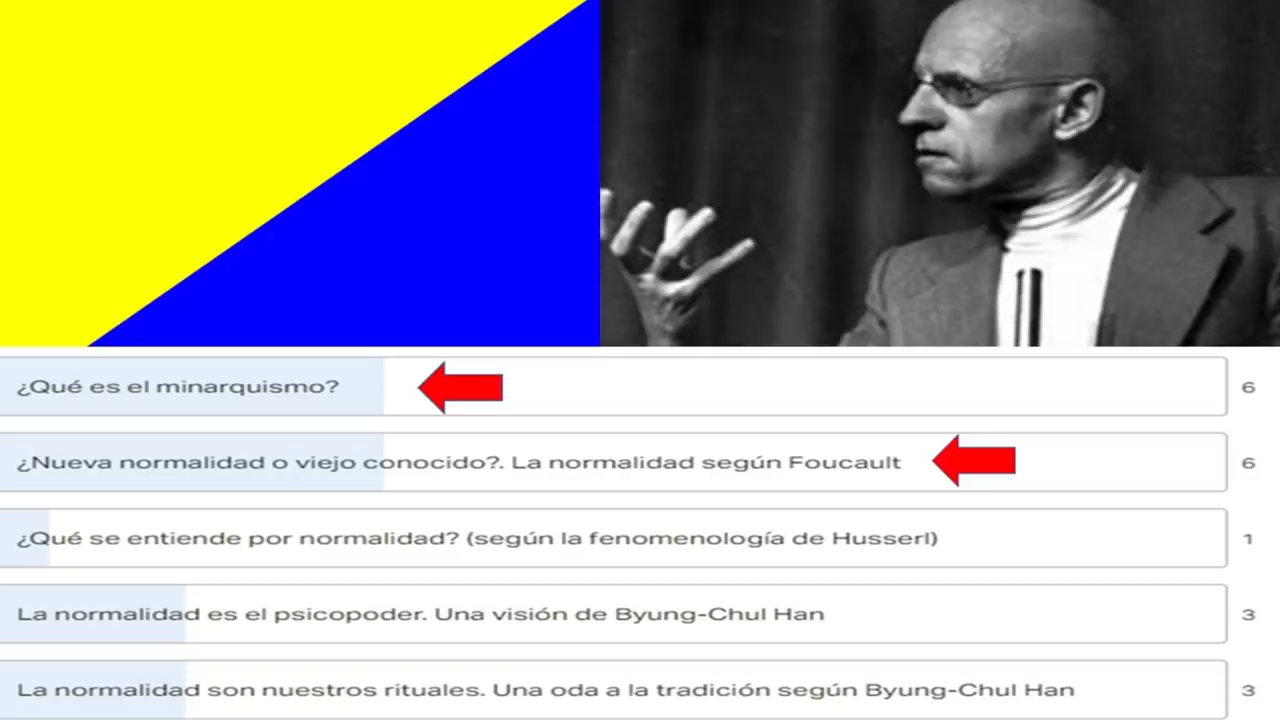 ¿Qué es el minarquismo? 6
¿Nueva normalidad o viejo conocido?. La normalidad según Foucault 6
¿Qué se entiende por normalidad? (según la fenomenología de Husserl) 1
La normalidad es el psicopoder. Una visión de Byung-Chul Han 3
La normalidad son nuestros rituales. Una oda a la tradición según Byung-Chul Han 3